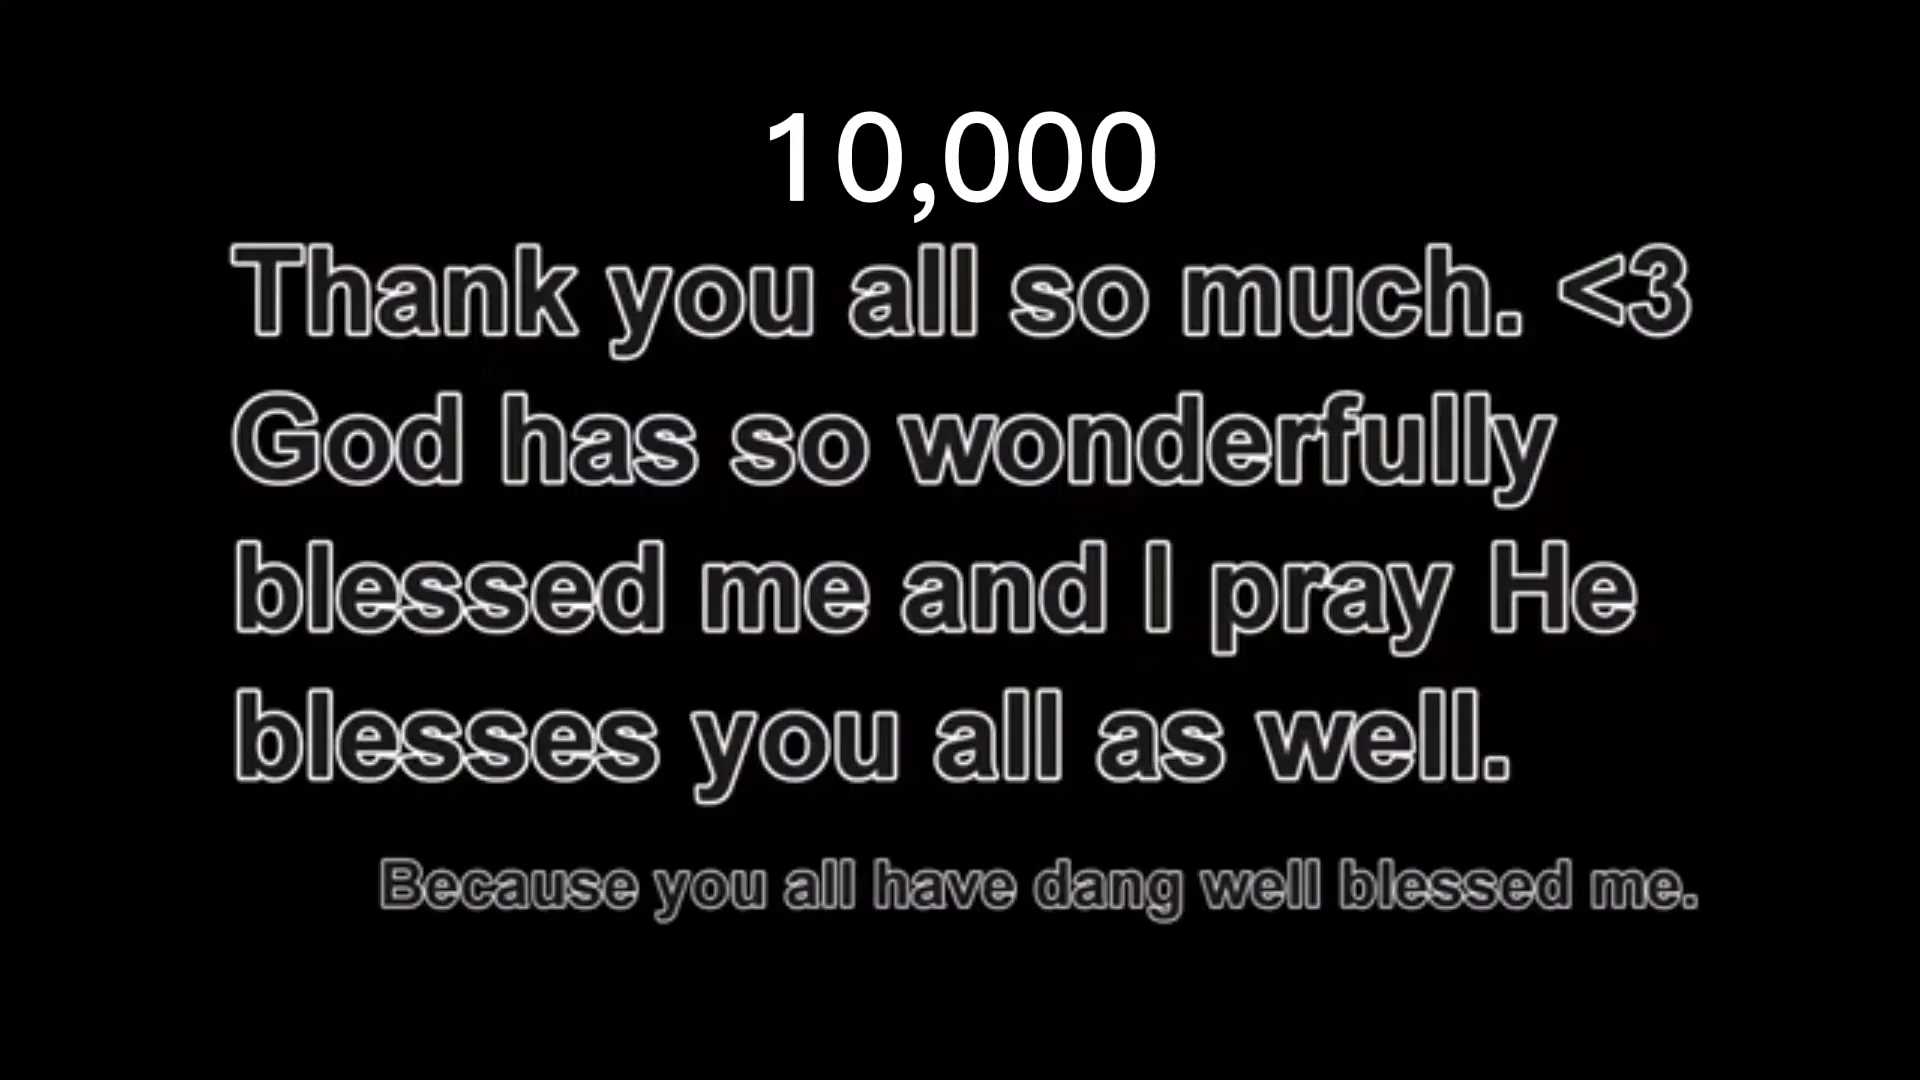 10,000
Thank you all so much. <3
God has so wonderfully
blessed me and I pray He
blesses you all as well.
Because you all have dang well blessed me.